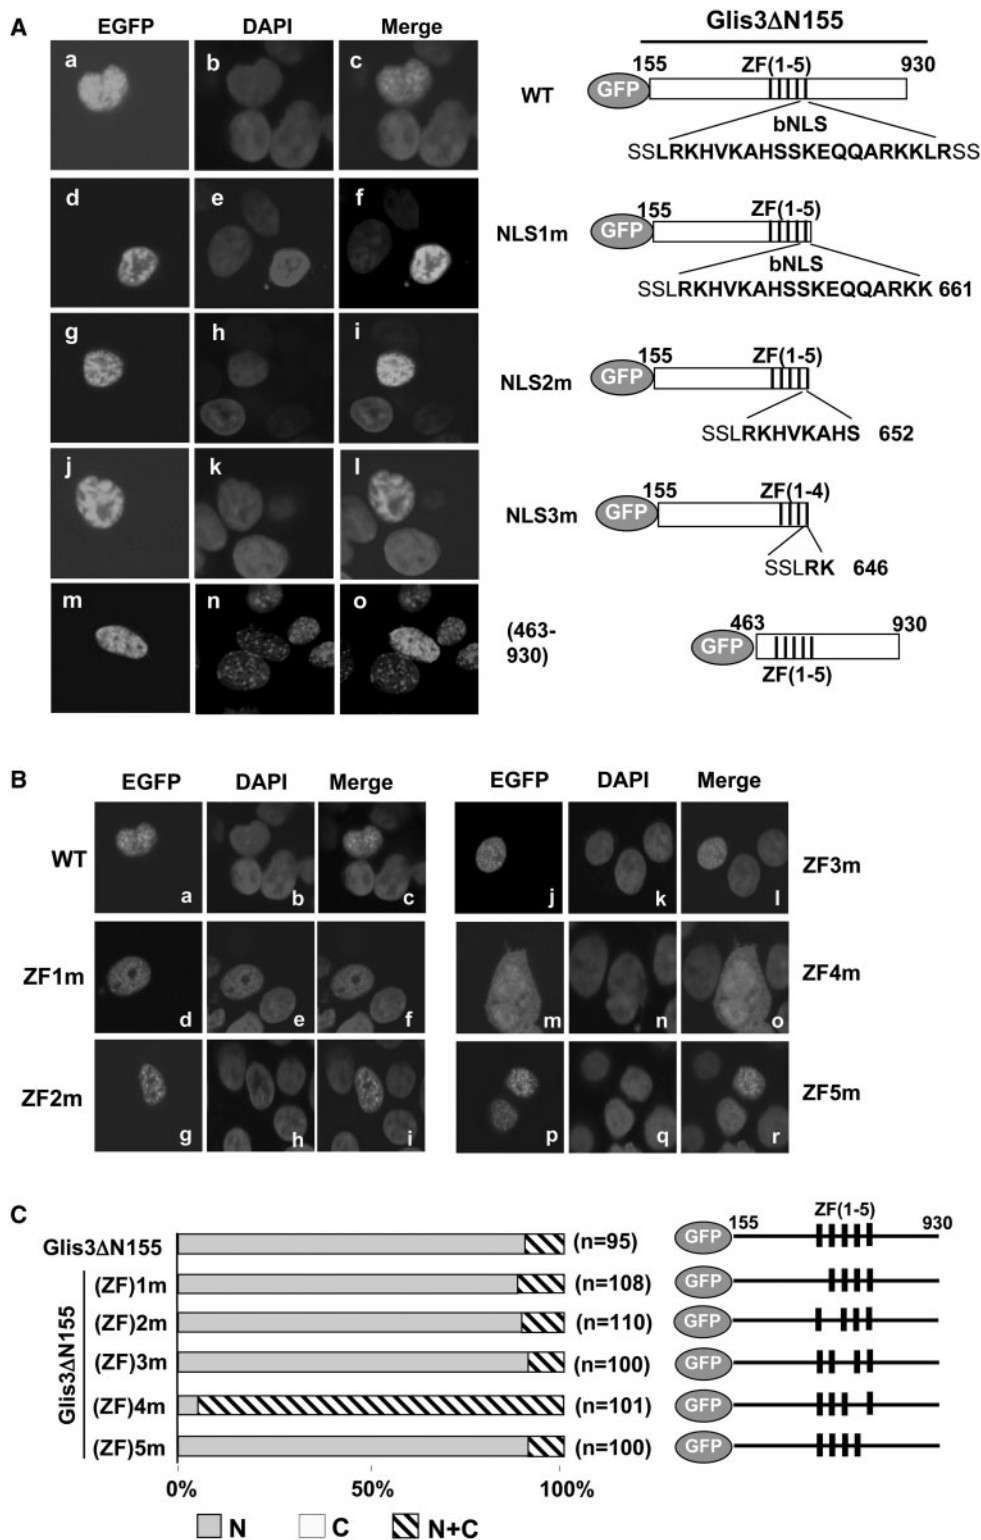 A
EGFP DAPI Merge
a b c
d e f
g h i
j k l
m n o
Glis3ΔN155
155 ZF(1-5) 930
WT GFP
bNLS
SSLRKHVKAHSSKEQQARKKLRSS
155 ZF(1-5)
NLS1m GFP
bNLS
SSLRKHVKAHSSKEQQARKK 661
155 ZF(1-5)
NLS2m GFP
SSLRKHVKAHS 652
155 ZF(1-4)
NLS3m GFP
SSLRK 646
(463-
930)
463 930
GFP
ZF(1-5)
B
EGFP DAPI Merge
WT a b c
ZF1m d e f
ZF2m g h i
EGFP DAPI Merge
j k l ZF3m
m n o ZF4m
p q r ZF5m
C
155 ZF(1-5) 930
Glis3ΔN155 (n=95) GFP
Glis3ΔN155
(ZF)1m (n=108) GFP
(ZF)2m (n=110) GFP
(ZF)3m (n=100) GFP
(ZF)4m (n=101) GFP
(ZF)5m (n=100) GFP
0% 50% 100%
N C N+C